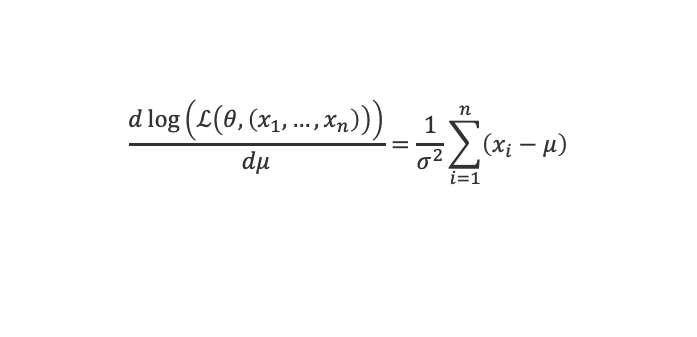 d log(ℒ(θ, (x₁, …, xₙ))) / dμ = 1/σ² ∑ᵢ₌₁ⁿ (xᵢ − μ)